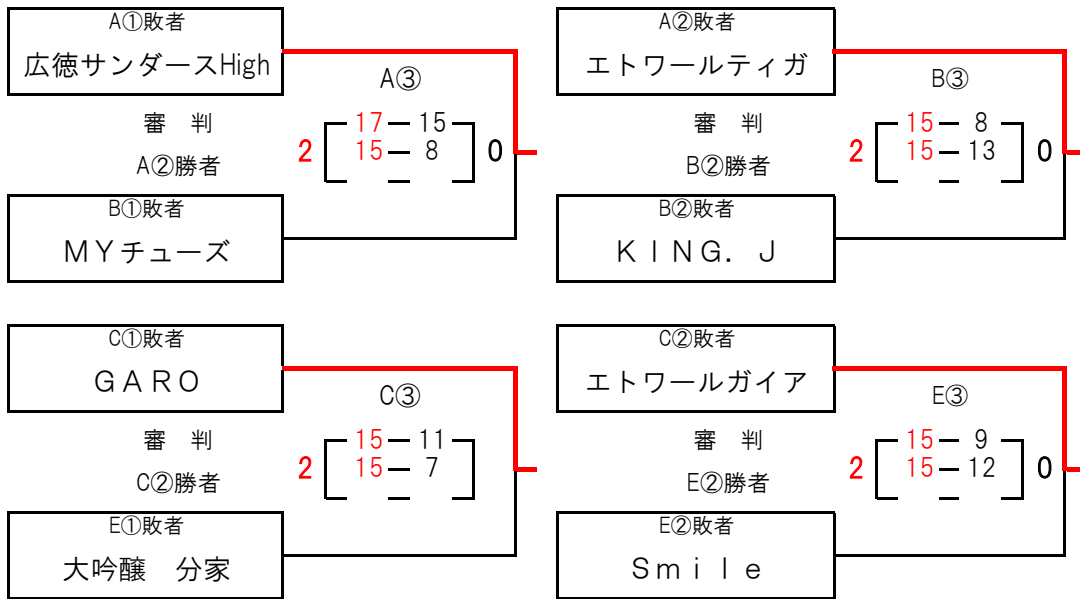 A①敗者
広徳サンダースHigh
A③
審　判
2 17 15 0
15 8
A②勝者
B①敗者
ＭＹチューズ
A②敗者
エトワールティガ
B③
審　判
2 15 8 0
15 13
B②勝者
B②敗者
ＫＩＮＧ．Ｊ
C①敗者
ＧＡＲＯ
C③
審　判
2 15 11
15 7
C②勝者
E①敗者
大吟醸　分家
C②敗者
エトワールガイア
E③
審　判
2 15 9 0
15 12
E②勝者
E②敗者
Ｓｍｉｌｅ